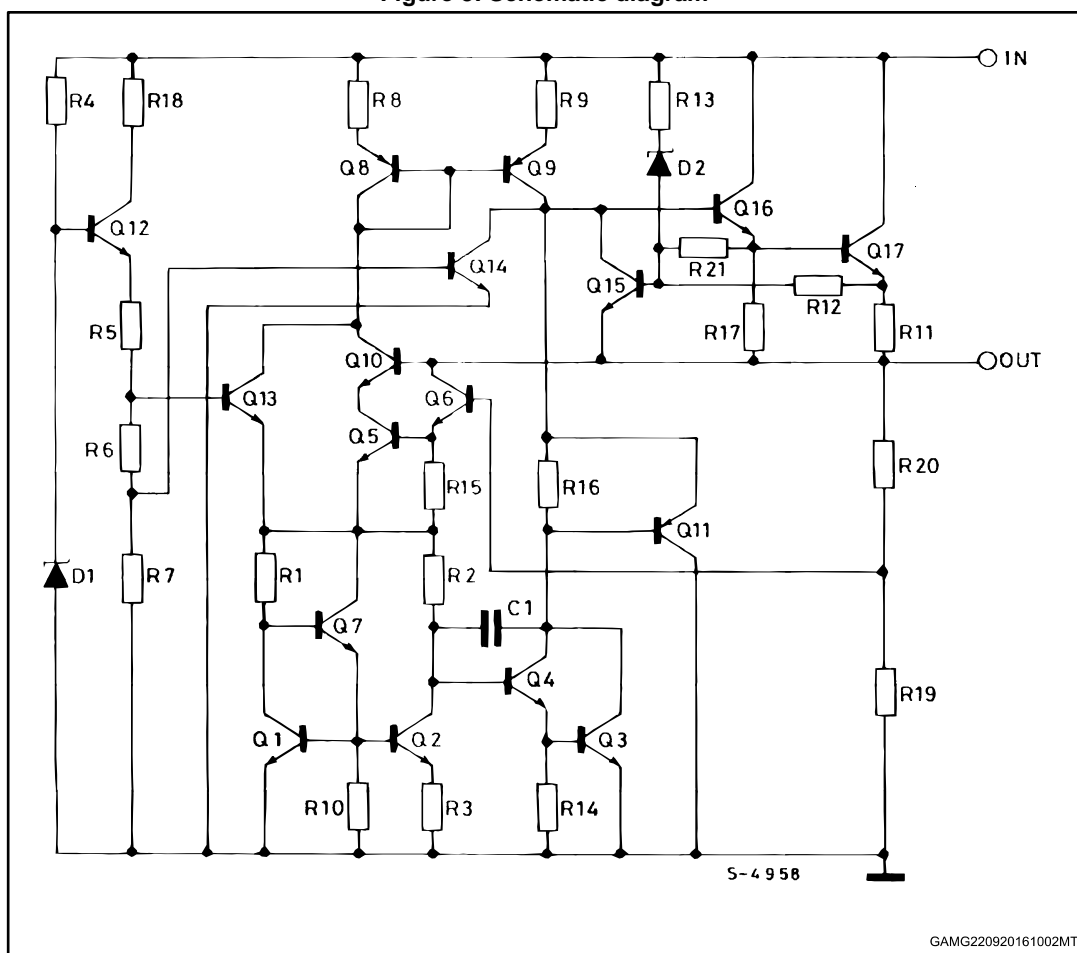 Figure 3. Schematic diagram
IN
R4
R18
R8
R9
R13
Q8
Q9
D2
Q12
Q16
Q14
R21
Q17
Q15
R12
R5
R17
R11
Q10
OUT
Q13
Q6
Q5
R6
R20
R15
R16
Q11
D1
R7
R1
R2
C1
Q7
Q4
R19
Q1
Q2
Q3
R10
R3
R14
S-4958
GAMG220920161002MT